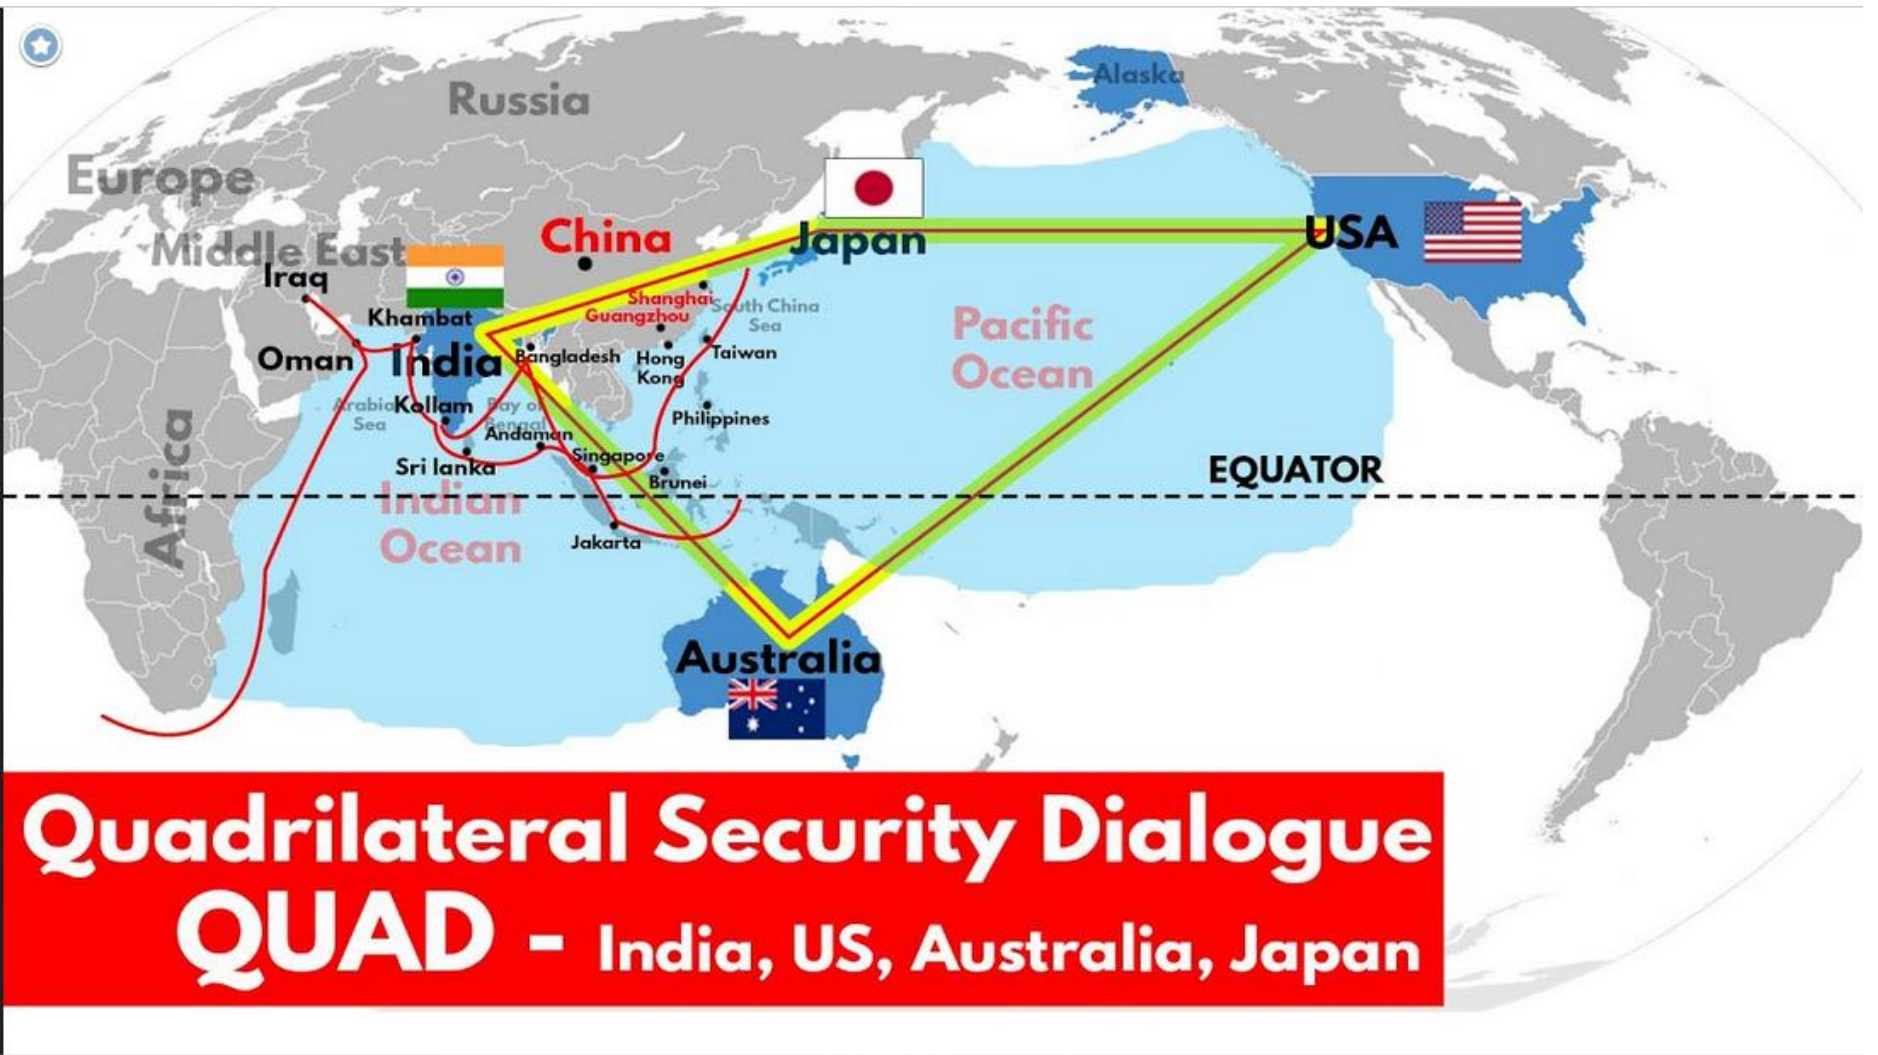 Alaska
Russia
Europe
Middle East
China
Japan
USA
Iraq
Khambat
Shanghai
Guangzhou
South China
Sea
Pacific
Ocean
Oman
India
Bangladesh
Hong
Kong
Taiwan
Arabia
Sea
Kollam
Bay of
Bengal
Andaman
Philippines
Africa
Sri lanka
Singapore
Brunei
EQUATOR
Indian
Ocean
Jakarta
Australia
Quadrilateral Security Dialogue
QUAD - India, US, Australia, Japan